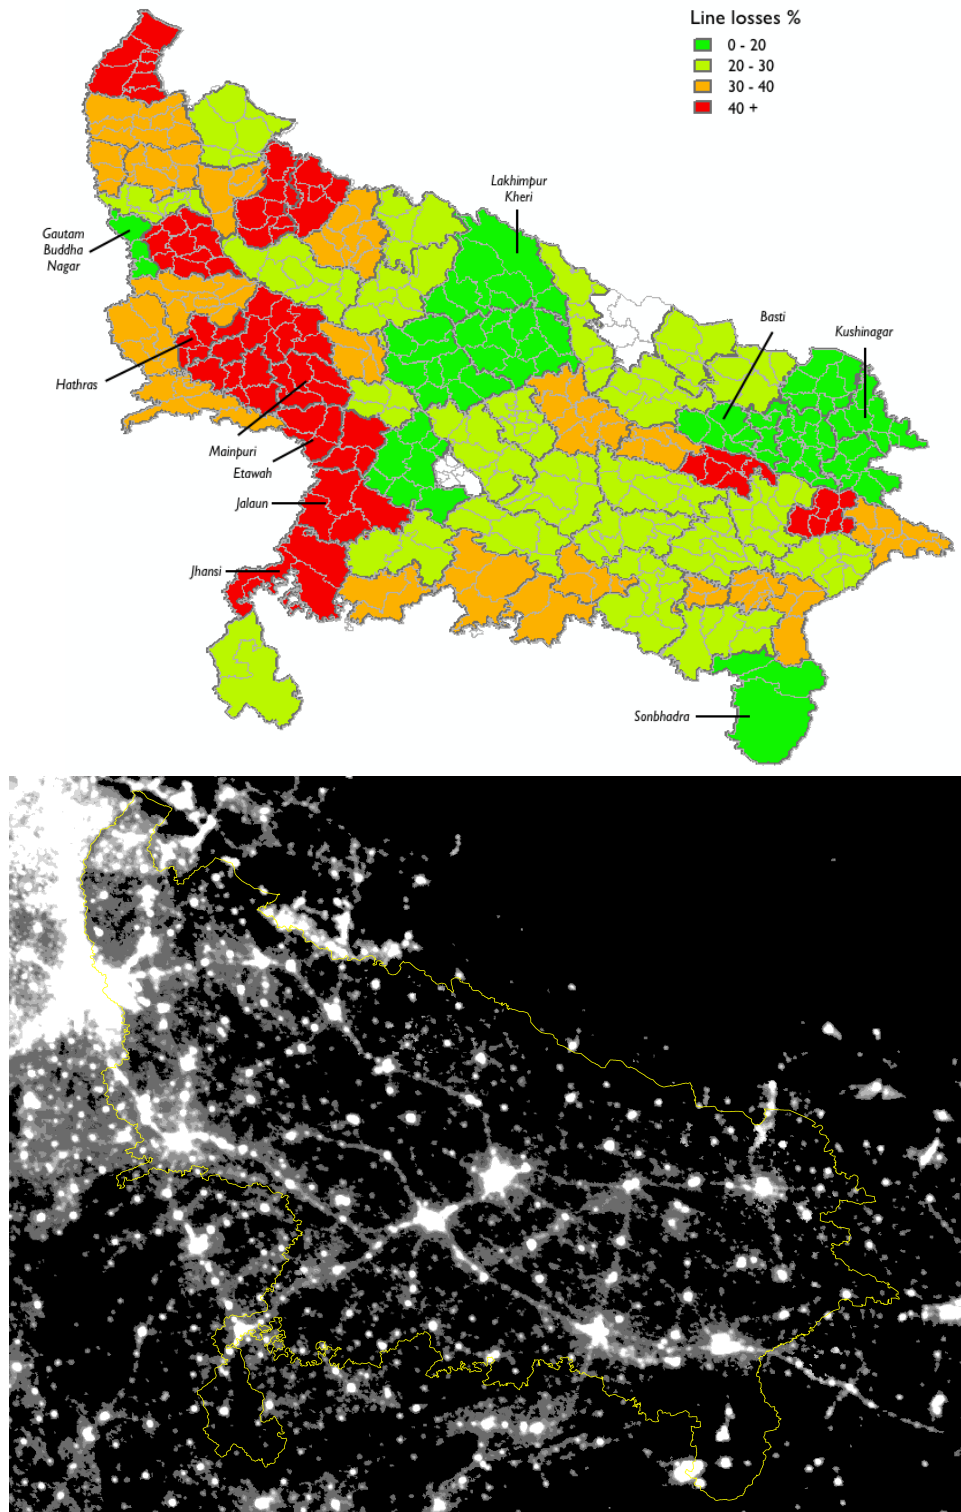 Line losses %
0 - 20
20 - 30
30 - 40
40 +
Lakhimpur
Kheri
Gautam
Buddha
Nagar
Basti
Kushinagar
Hathras
Mainpuri
Etawah
Jalaun
Jhansi
Sonbhadra